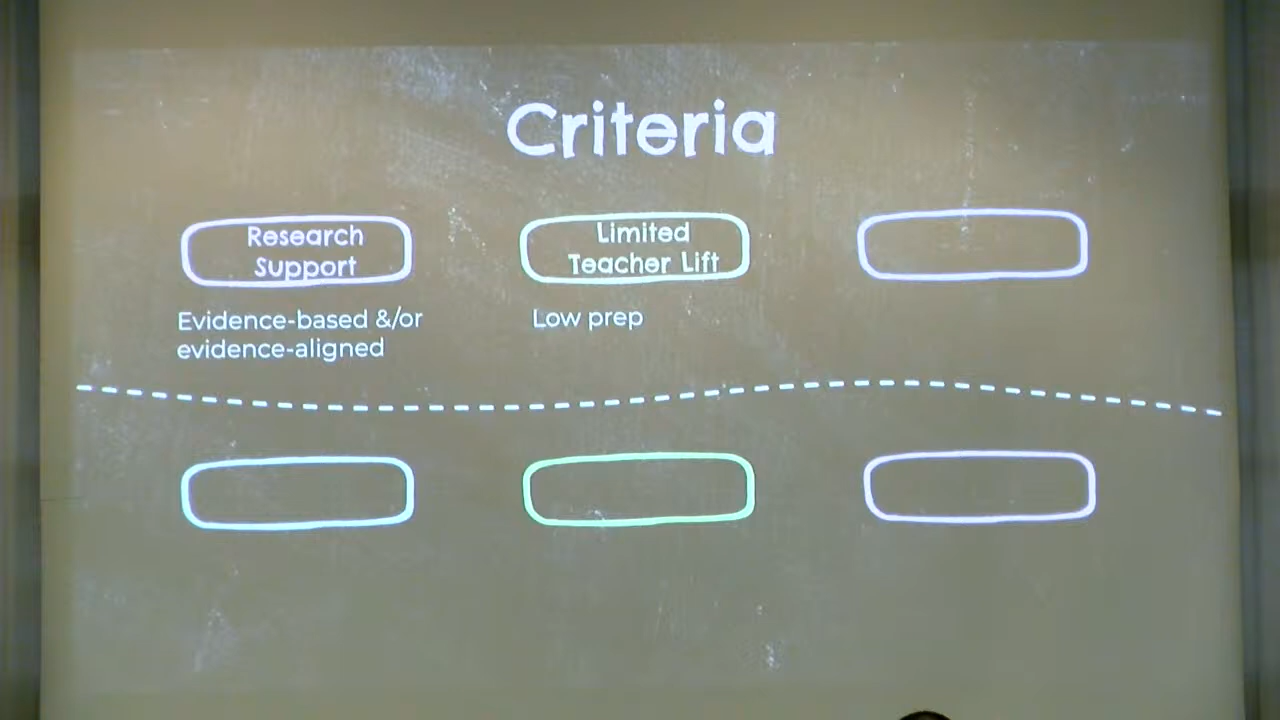 Criteria
Research
Support
Limited
Teacher Lift
Evidence-based &/or
evidence-aligned
Low prep